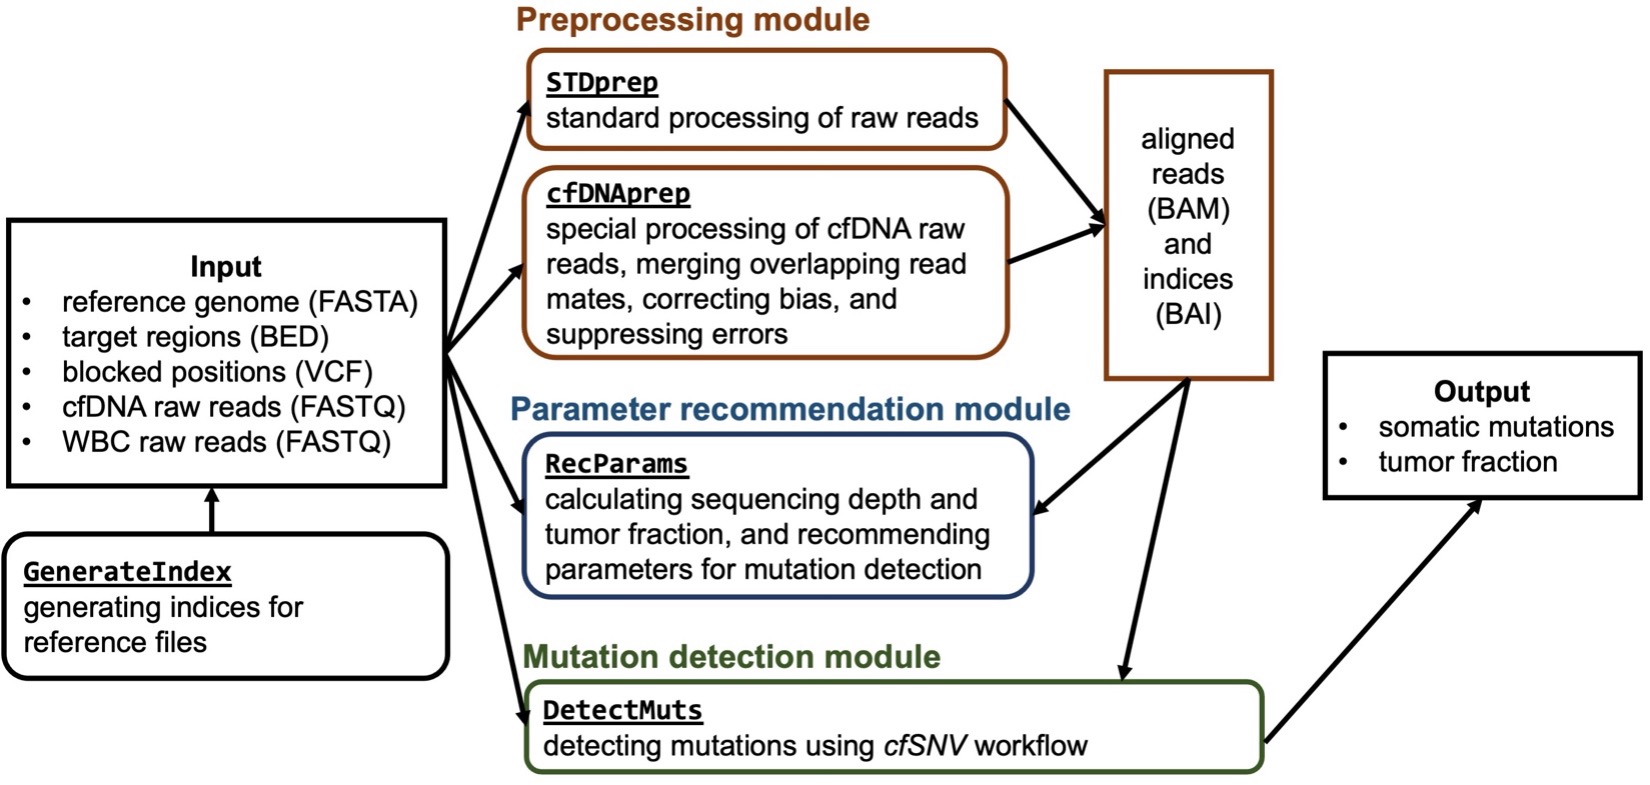 Preprocessing module
STDprep
standard processing of raw reads
cfDNAprep
special processing of cfDNA raw
reads, merging overlapping read
mates, correcting bias, and
suppressing errors
aligned
reads
(BAM)
and
indices
(BAI)
Input
• reference genome (FASTA)
• target regions (BED)
• blocked positions (VCF)
• cfDNA raw reads (FASTQ)
• WBC raw reads (FASTQ)
GenerateIndex
generating indices for
reference files
Parameter recommendation module
RecParams
calculating sequencing depth and
tumor fraction, and recommending
parameters for mutation detection
Mutation detection module
DetectMuts
detecting mutations using cfSNV workflow
Output
• somatic mutations
• tumor fraction